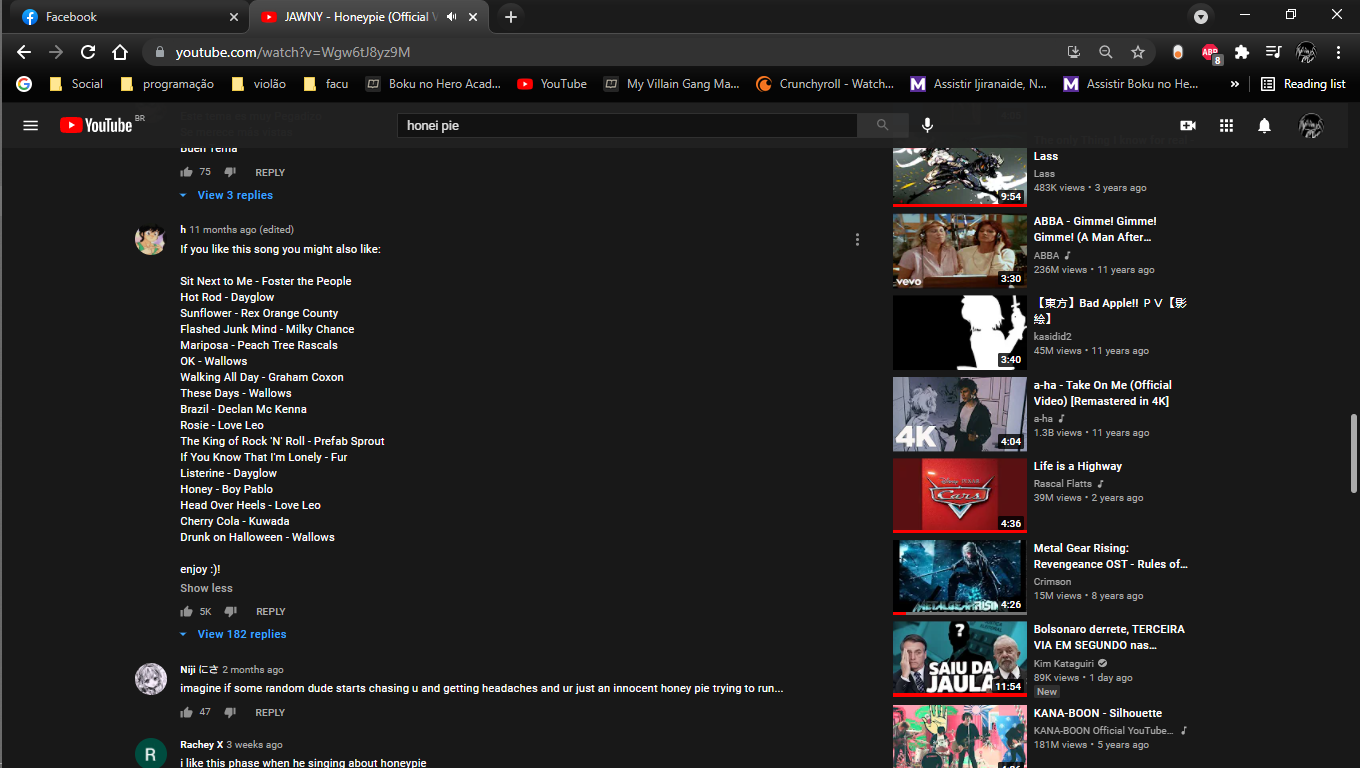 Facebook
JAWNY - Honeypie (Official V
youtube.com/watch?v=Wgw6tJ8yz9M
ABP
8
Social
programação
violão
facu
Boku no Hero Acad...
YouTube
My Villain Gang Ma...
Crunchyroll - Watch...
Assistir Ijiranaide, N...
Assistir Boku no He...
»
Reading list
YouTube BR
honei pie
Buen Tema
75 REPLY
View 3 replies
h 11 months ago (edited)
If you like this song you might also like:
Sit Next to Me - Foster the People
Hot Rod - Dayglow
Sunflower - Rex Orange County
Flashed Junk Mind - Milky Chance
Mariposa - Peach Tree Rascals
OK - Wallows
Walking All Day - Graham Coxon
These Days - Wallows
Brazil - Declan Mc Kenna
Rosie - Love Leo
The King of Rock 'N' Roll - Prefab Sprout
If You Know That I'm Lonely - Fur
Listerine - Dayglow
Honey - Boy Pablo
Head Over Heels - Love Leo
Cherry Cola - Kuwada
Drunk on Halloween - Wallows
enjoy :)!
Show less
5K REPLY
View 182 replies
Niji にさ 2 months ago
imagine if some random dude starts chasing u and getting headaches and ur just an innocent honey pie trying to run...
47 REPLY
R
Rachey X 3 weeks ago
i like this phase when he singing about honeypie
9:54
Lass
Lass
483K views • 3 years ago
vevo
3:30
ABBA - Gimme! Gimme!
Gimme! (A Man After...
ABBA
236M views • 11 years ago
3:40
【東方】Bad Apple!! ＰＶ【影
絵】
kasidid2
45M views • 11 years ago
4K
4:04
a-ha - Take On Me (Official
Video) [Remastered in 4K]
a-ha
1.3B views • 11 years ago
Cars
4:36
Life is a Highway
Rascal Flatts
39M views • 2 years ago
METAL GEAR RISING
4:26
Metal Gear Rising:
Revengeance OST - Rules of...
Crimson
15M views • 8 years ago
?
SAIU DA
JAULA
11:54
Bolsonaro derrete, TERCEIRA
VIA EM SEGUNDO nas...
Kim Kataguiri
89K views • 1 day ago
New
KANA-BOON - Silhouette
KANA-BOON Official YouTube...
181M views • 5 years ago